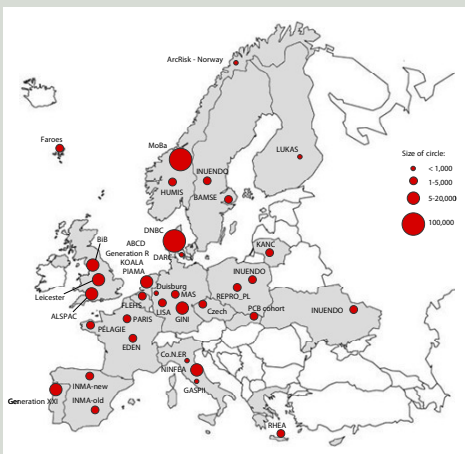 ArcRisk - Norway
Faroes
MoBa
LUKAS
INUENDO
HUMIS
BAMSE
Size of circle:
< 1,000
1-5,000
5-20,000
100,000
DNBC
DARC
BiB
ABCD
Generation R
KOALA
PIAMA
KANC
INUENDO
Duisburg
MAS
REPRO_PL
Leicester
FLEHS
LISA
GINI
Czech
PCB cohort
INUENDO
ALSPAC
PARIS
PÉLAGIE
EDEN
Co.N.ER
NINFEA
GASPII
INMA-new
Generation XXI
INMA-old
RHEA